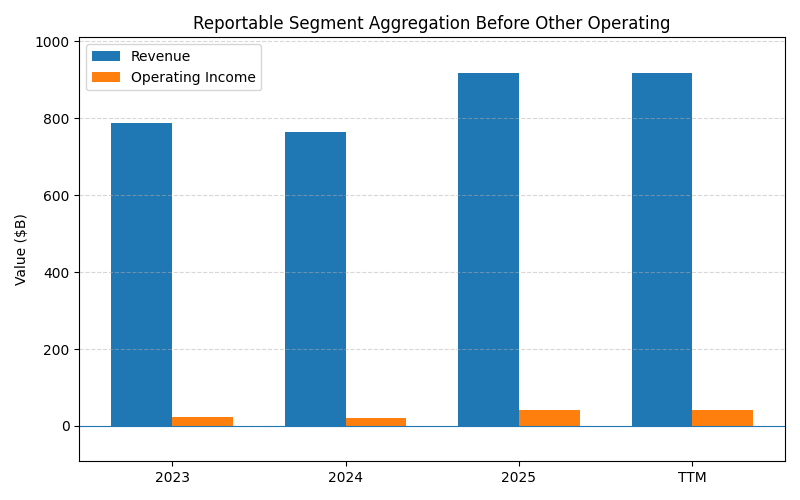 Reportable Segment Aggregation Before Other Operating
Revenue
Operating Income
Value ($B)
1000
800
600
400
200
0
2023 2024 2025 TTM